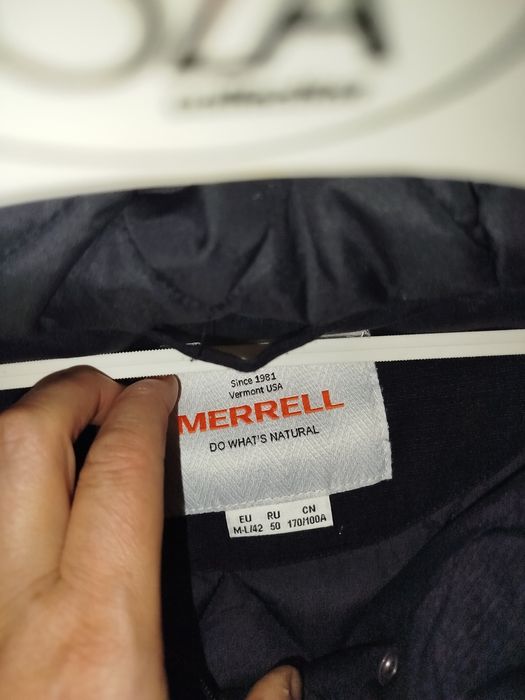 Since 1981
Vermont USA
MERRELL
DO WHAT'S NATURAL
EU RU CN
M-L/42 50 170/100A